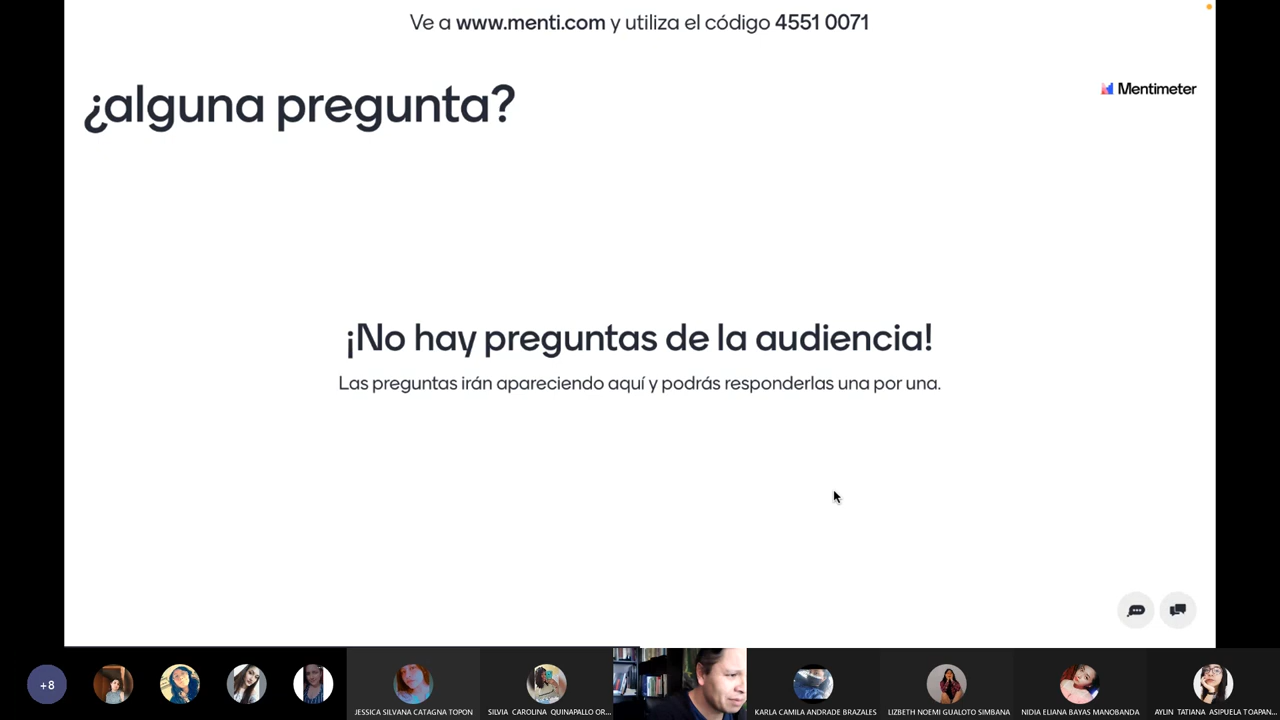 Ve a www.menti.com y utiliza el código 4551 0071
¿alguna pregunta?
Mentimeter
¡No hay preguntas de la audiencia!
Las preguntas irán apareciendo aquí y podrás responderlas una por una.
+8
JESSICA SILVANA CATAGNA TOPON
SILVIA CAROLINA QUINAPALLO OR...
KARLA CAMILA ANDRADE BRAZALES
LIZBETH NOEMI GUALOTO SIMBANA
NIDIA ELIANA BAYAS MANOBANDA
AYLIN TATIANA ASIPUELA TOAPAN...